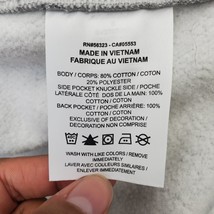 RN#56323 - CA#05553
MADE IN VIETNAM
FABRIQUE AU VIETNAM
BODY / CORPS: 80% COTTON / COTON
20% POLYESTER
SIDE POCKET KNUCKLE SIDE / POCHE
LATÉRALE CÔTÉ DOS DE LA MAIN : 100%
COTTON / COTON
BACK POCKET / POCHE ARRIÈRE: 100%
COTTON / COTON
EXCLUSIVE OF DECORATION /
DÉCORATION NON COMPRIS
WASH WITH LIKE COLORS / REMOVE
IMMEDIATELY
LAVER AVEC COULEURS SIMILAIRES /
ENLEVER IMMÉDIATEMENT